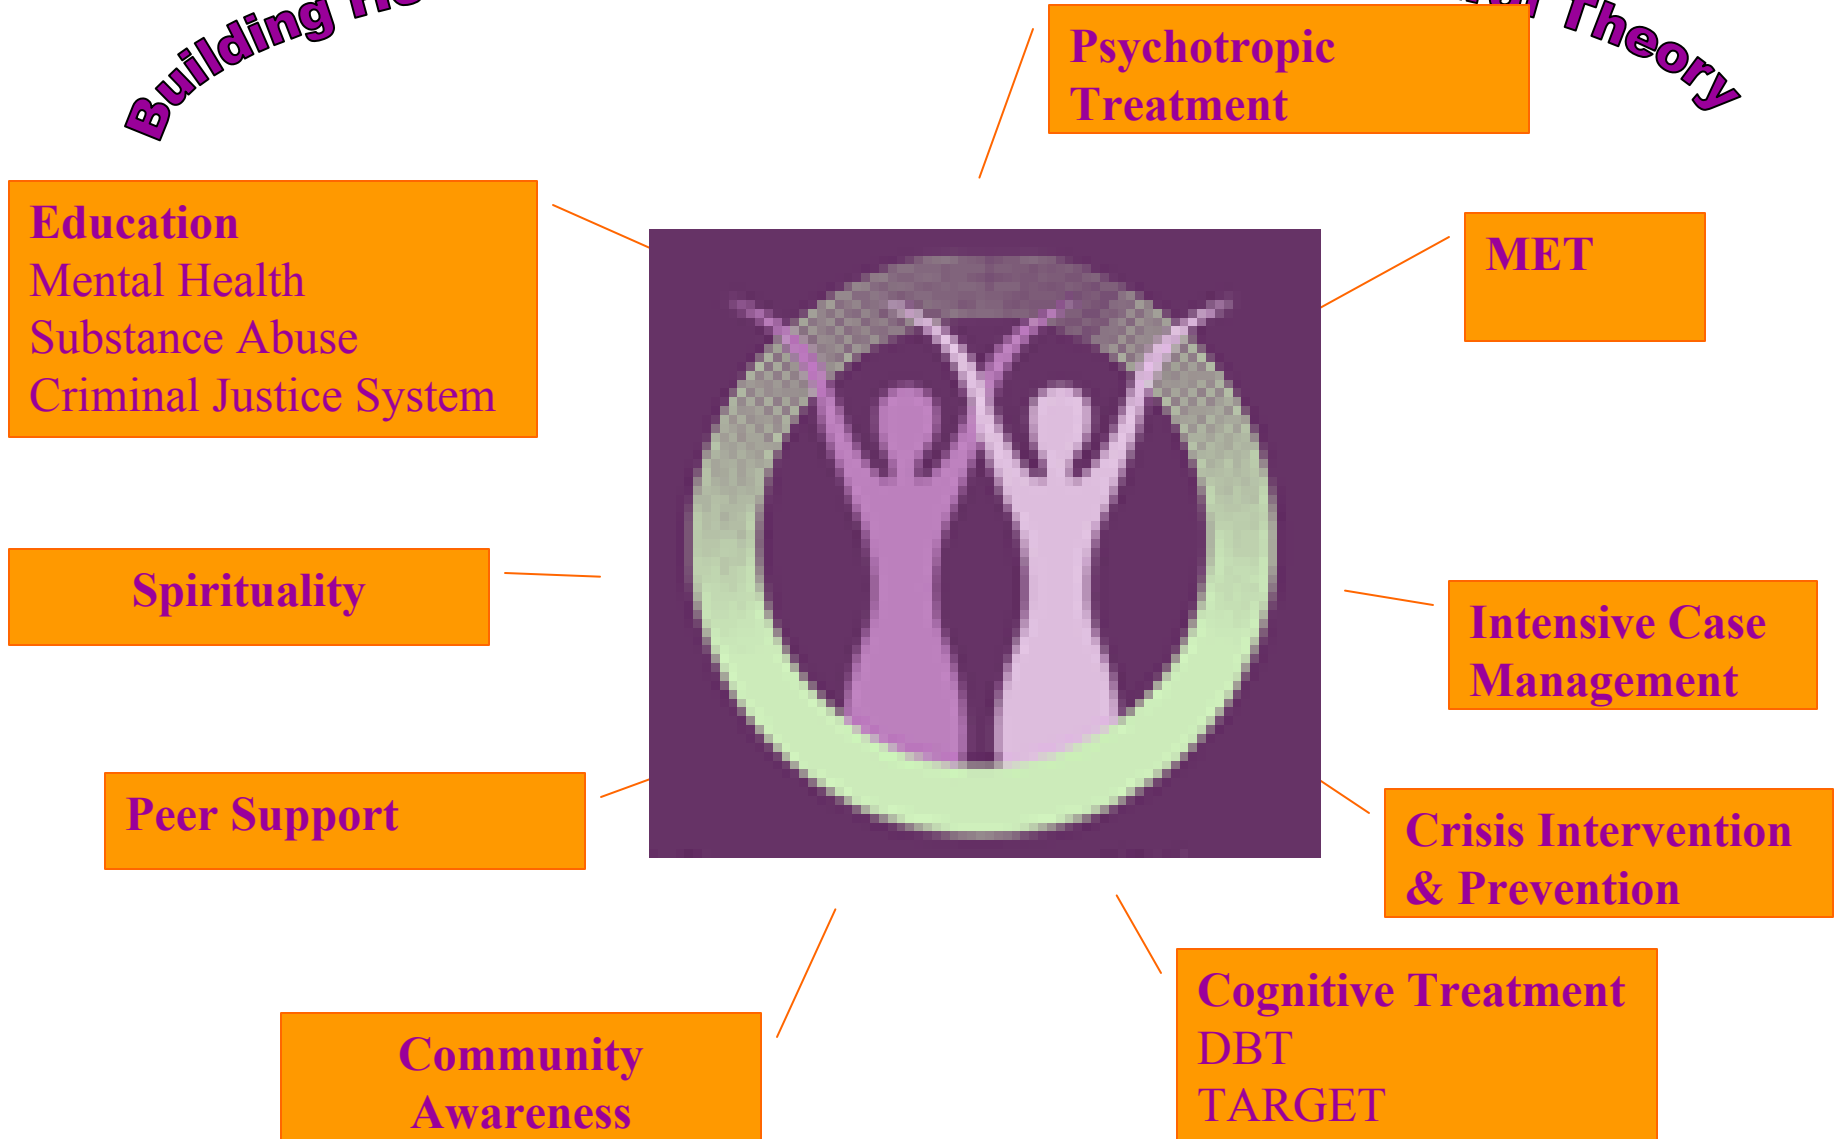 Building
Theory
Psychotropic
Treatment
Education
Mental Health
Substance Abuse
Criminal Justice System
MET
Spirituality
Intensive Case
Management
Peer Support
Crisis Intervention
& Prevention
Cognitive Treatment
DBT
TARGET
Community
Awareness